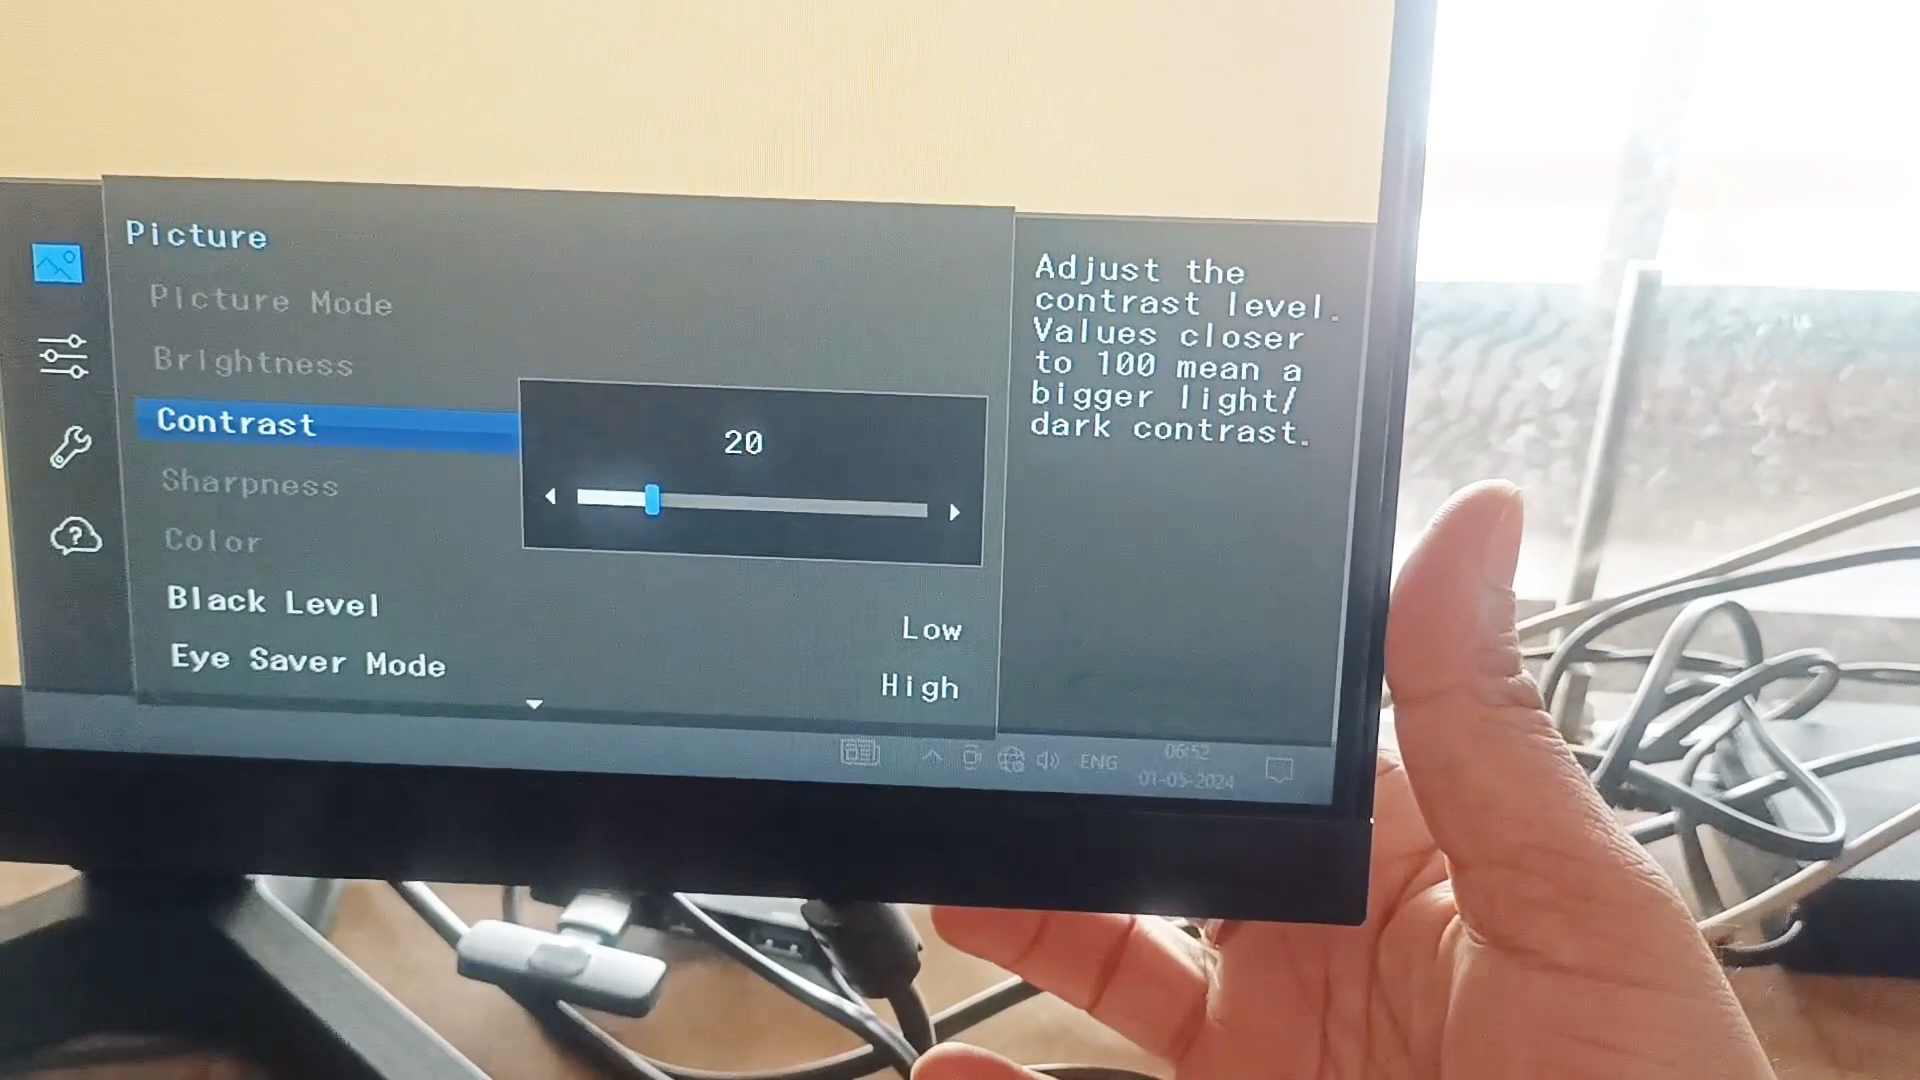 Picture
Picture Mode
Brightness
Contrast
20
Sharpness
Color
Black Level
Low
Eye Saver Mode
High
Adjust the
contrast level.
Values closer
to 100 mean a
bigger light/
dark contrast.
ENG
06:52
01-05-2024